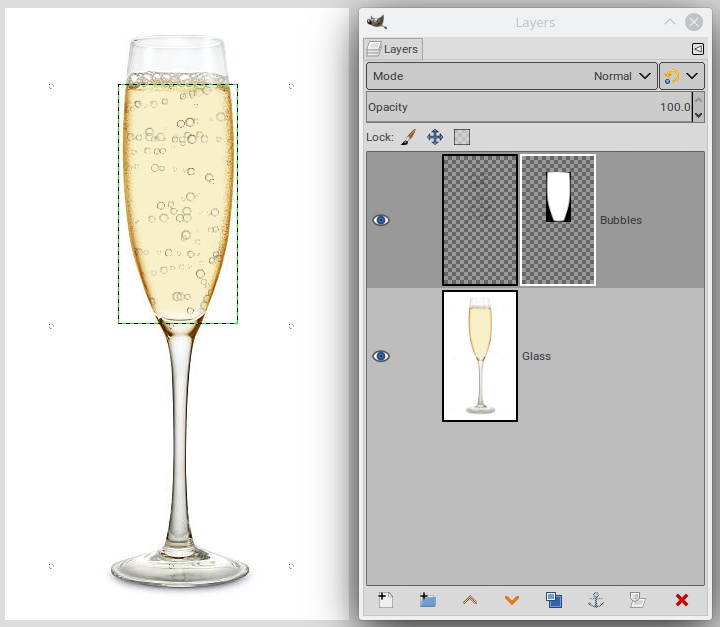 Layers
Layers
Mode Normal
Opacity 100.0
Lock:
Bubbles
Glass